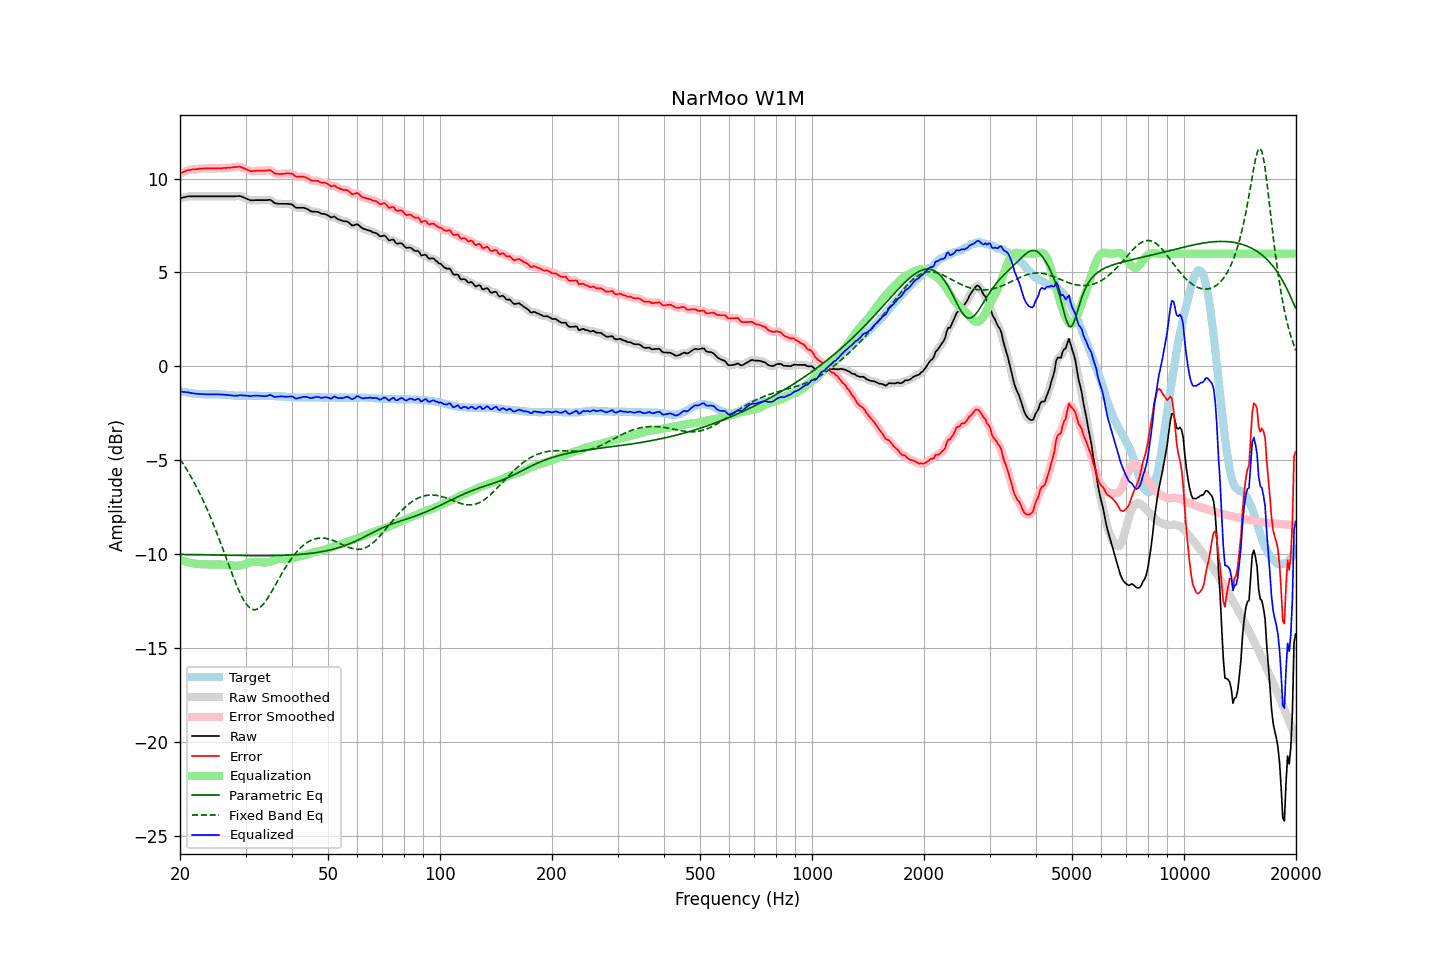 NarMoo W1M
Amplitude (dBr)
10
5
0
−5
−10
−15
−20
−25
Target
Raw Smoothed
Error Smoothed
Raw
Error
Equalization
Parametric Eq
Fixed Band Eq
Equalized
20
50
100
200
500
1000
2000
5000
10000
20000
Frequency (Hz)